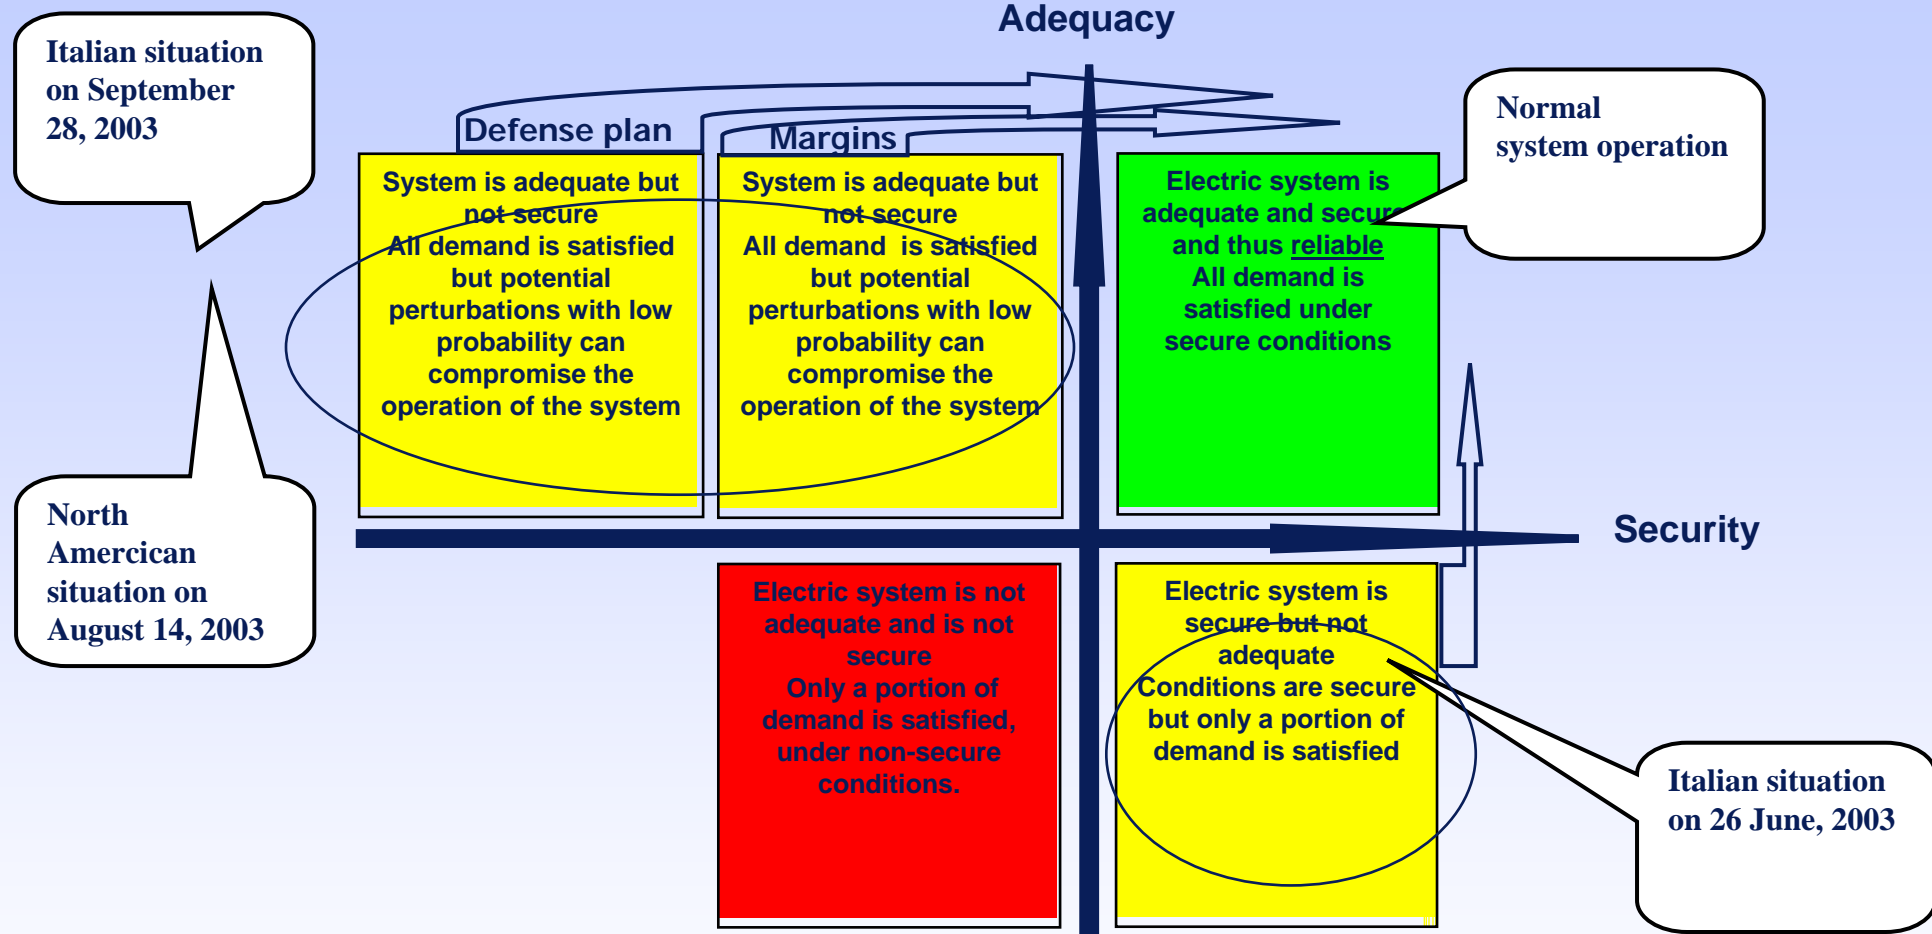 Adequacy
Italian situation
on September
28, 2003
Defense plan
Margins
Normal
system operation
System is adequate but
not secure
All demand is satisfied
but potential
perturbations with low
probability can
compromise the
operation of the system
System is adequate but
not secure
All demand is satisfied
but potential
perturbations with low
probability can
compromise the
operation of the system
Electric system is
adequate and secure
and thus reliable
All demand is
satisfied under
secure conditions
North
Amercican
situation on
August 14, 2003
Security
Electric system is not
adequate and is not
secure
Only a portion of
demand is satisfied,
under non-secure
conditions.
Electric system is
secure but not
adequate
Conditions are secure
but only a portion of
demand is satisfied
Italian situation
on 26 June, 2003